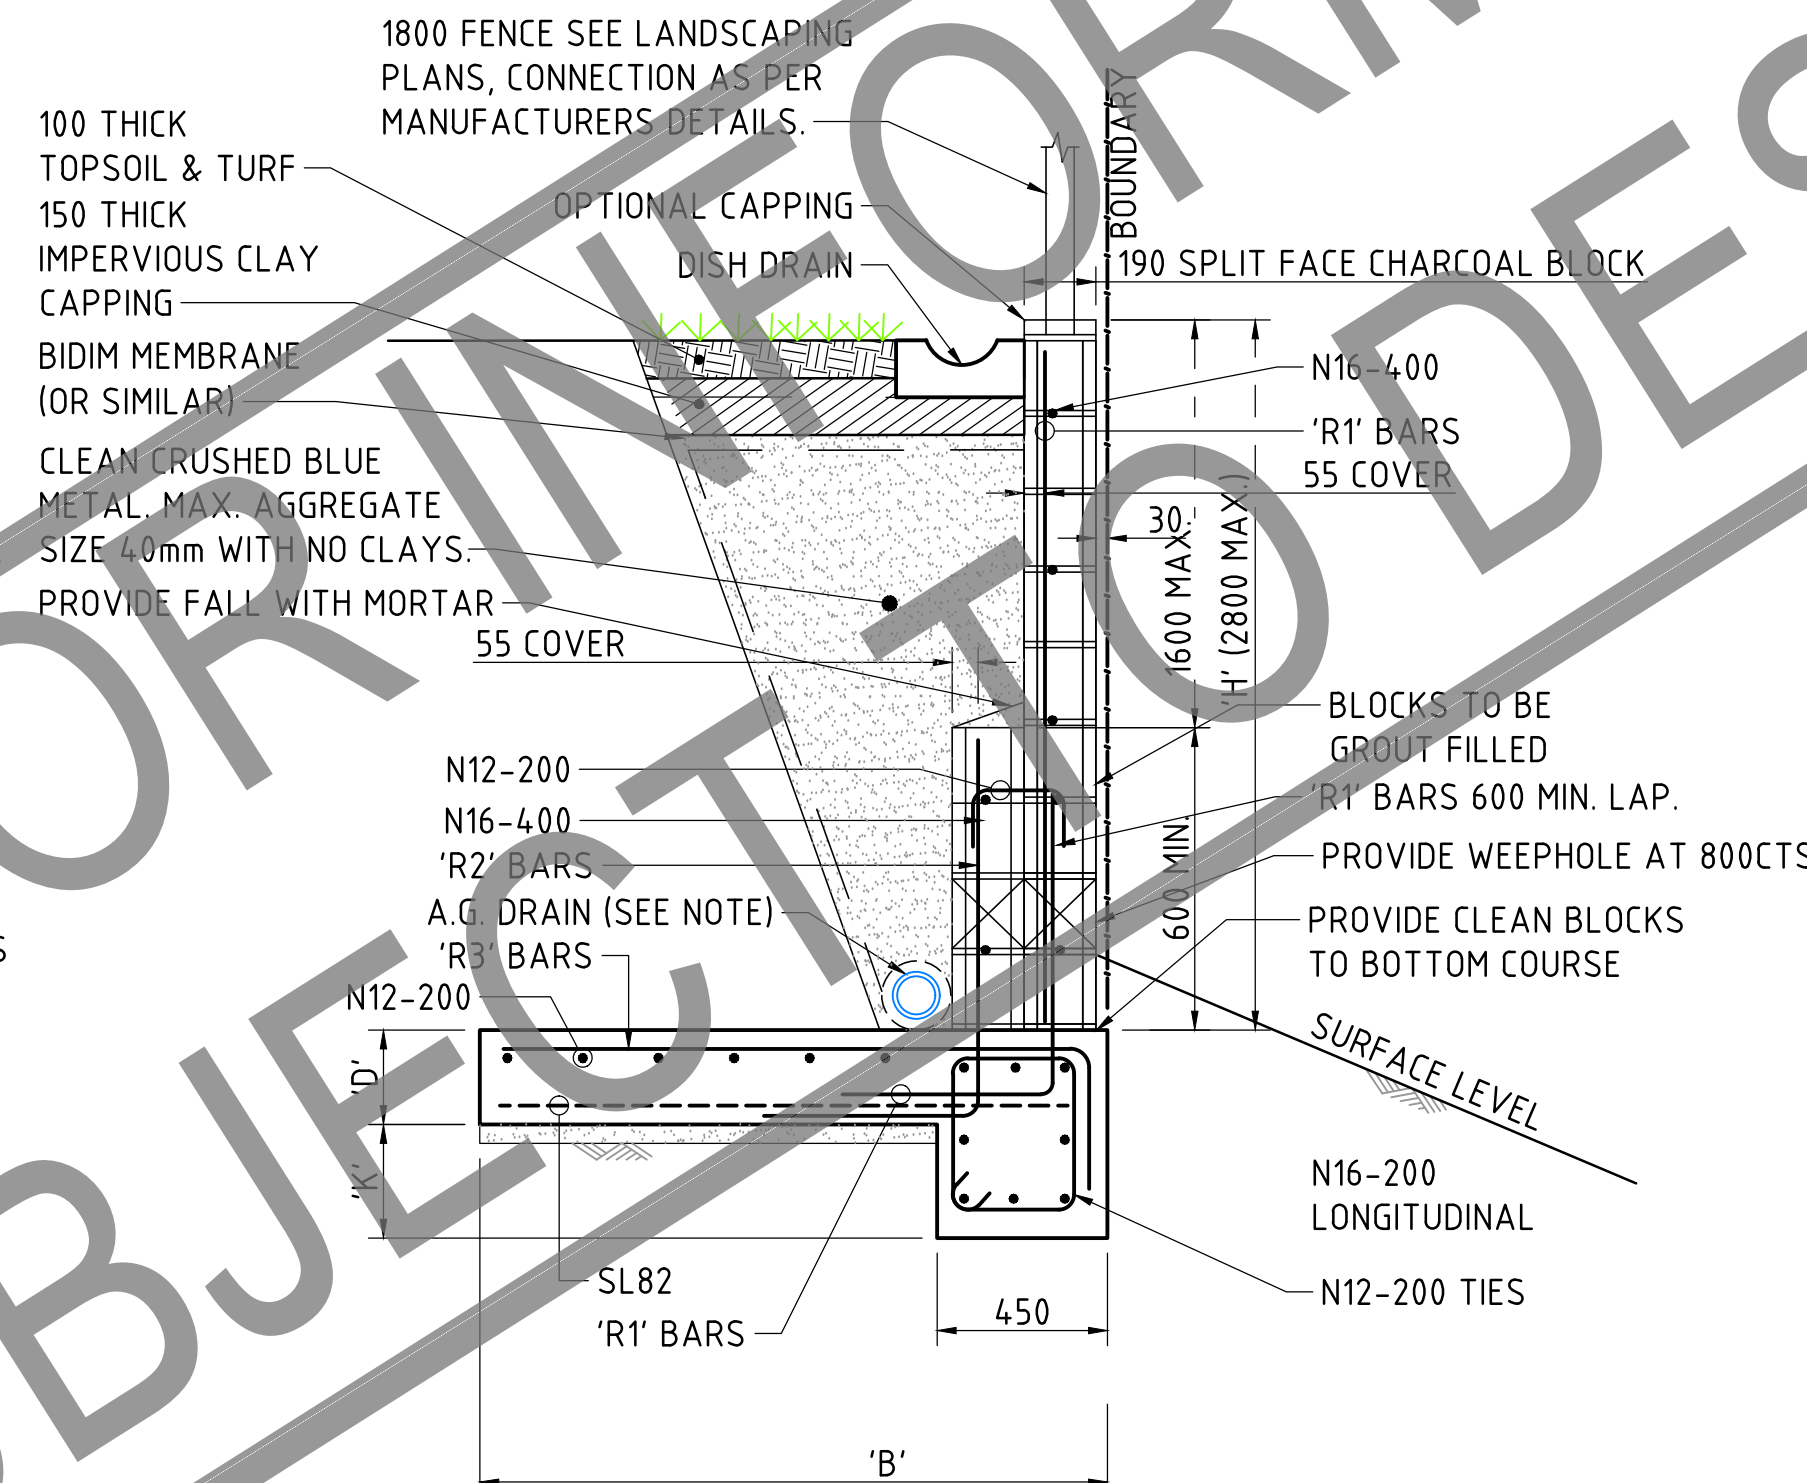 1800 FENCE SEE LANDSCAPING
PLANS, CONNECTION AS PER
MANUFACTURERS DETAILS.
100 THICK
TOPSOIL & TURF
150 THICK
IMPERVIOUS CLAY
CAPPING
BIDIM MEMBRANE
(OR SIMILAR)
CLEAN CRUSHED BLUE
METAL. MAX. AGGREGATE
SIZE 40mm WITH NO CLAYS.
PROVIDE FALL WITH MORTAR
55 COVER
OPTIONAL CAPPING
DISH DRAIN
BOUNDARY
190 SPLIT FACE CHARCOAL BLOCK
N16-400
'R1' BARS
55 COVER
30
1600 MAX.
'H' (2800 MAX.)
600 MIN.
BLOCKS TO BE
GROUT FILLED
'R1' BARS 600 MIN. LAP.
PROVIDE WEEPHOLE AT 800CTS
PROVIDE CLEAN BLOCKS
TO BOTTOM COURSE
SURFACE LEVEL
N12-200
N16-400
'R2' BARS
A.G. DRAIN (SEE NOTE)
'R3' BARS
N12-200
S
'D'
'K'
SL82
'R1' BARS
450
N16-200
LONGITUDINAL
N12-200 TIES
'B'
OR INFORM
BJECT TO DES